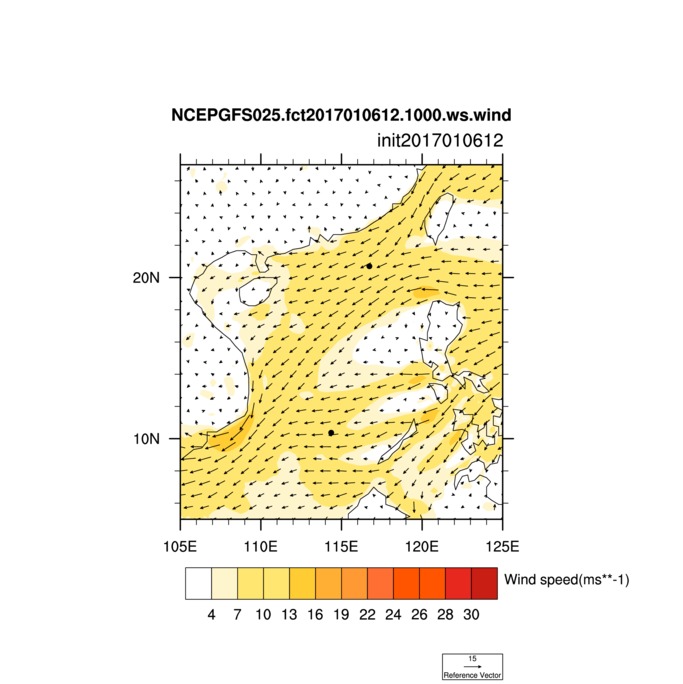 NCEPGFS025.fct2017010612.1000.ws.wind
init2017010612
20N
10N
105E 110E 115E 120E 125E
Wind speed(ms**-1)
4 7 10 13 16 19 22 24 26 28 30
15
Reference Vector